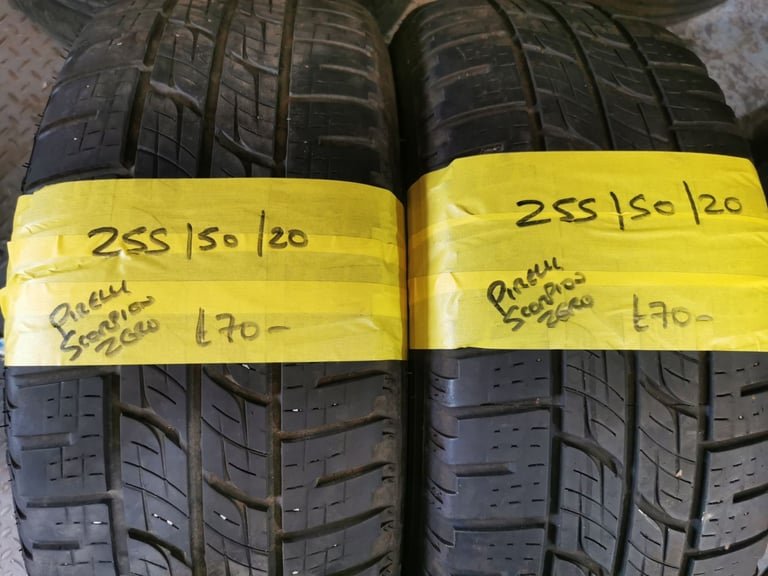 255/50/20
PIRELLI
SCORPION
ZERO
£70-
255/50/20
PIRELLI
SCORPION
ZERO
£70-